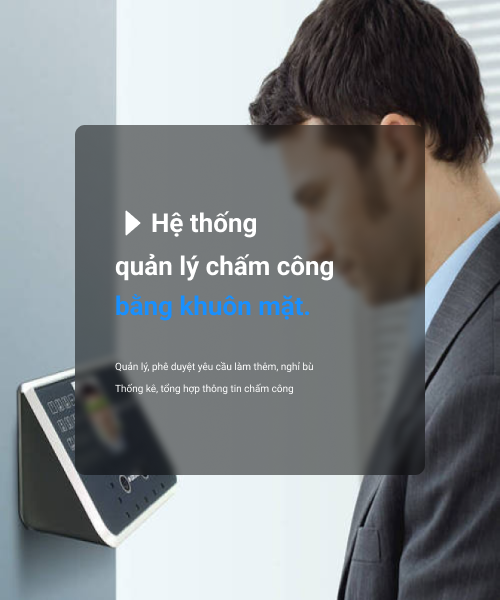 Hệ thống
quản lý chấm công
bằng khuôn mặt.
Quản lý, phê duyệt yêu cầu làm thêm, nghỉ bù
Thống kê, tổng hợp thông tin chấm công